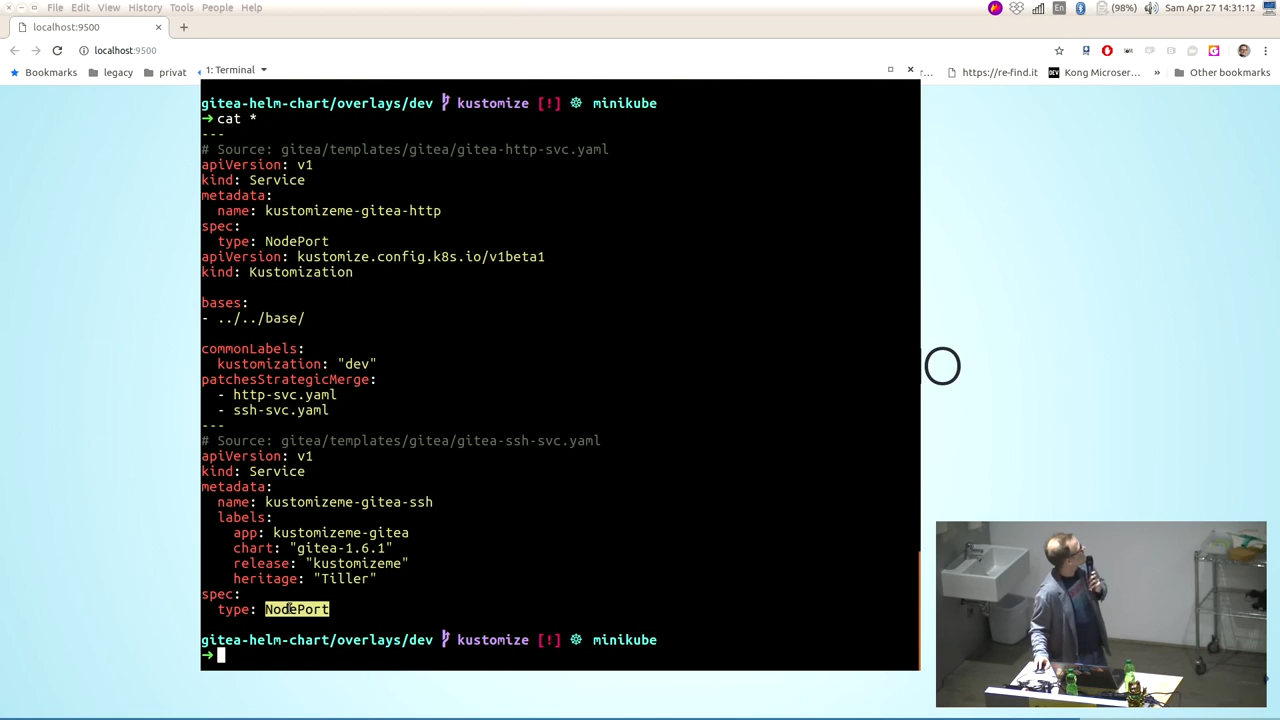 File Edit View History Tools People Help
En (98%) Sam Apr 27 14:31:12
localhost:9500
localhost:9500
Bookmarks legacy privat
https://re-find.it DEV Kong Microser... » Other bookmarks
1: Terminal
gitea-helm-chart/overlays/dev kustomize [!] minikube
➜ cat *
---
# Source: gitea/templates/gitea/gitea-http-svc.yaml
apiVersion: v1
kind: Service
metadata:
name: kustomizeme-gitea-http
spec:
type: NodePort
apiVersion: kustomize.config.k8s.io/v1beta1
kind: Kustomization
bases:
- ../../base/
commonLabels:
kustomization: "dev"
patchesStrategicMerge:
- http-svc.yaml
- ssh-svc.yaml
---
# Source: gitea/templates/gitea/gitea-ssh-svc.yaml
apiVersion: v1
kind: Service
metadata:
name: kustomizeme-gitea-ssh
labels:
app: kustomizeme-gitea
chart: "gitea-1.6.1"
release: "kustomizeme"
heritage: "Tiller"
spec:
type: NodePort
gitea-helm-chart/overlays/dev kustomize [!] minikube
➜
O